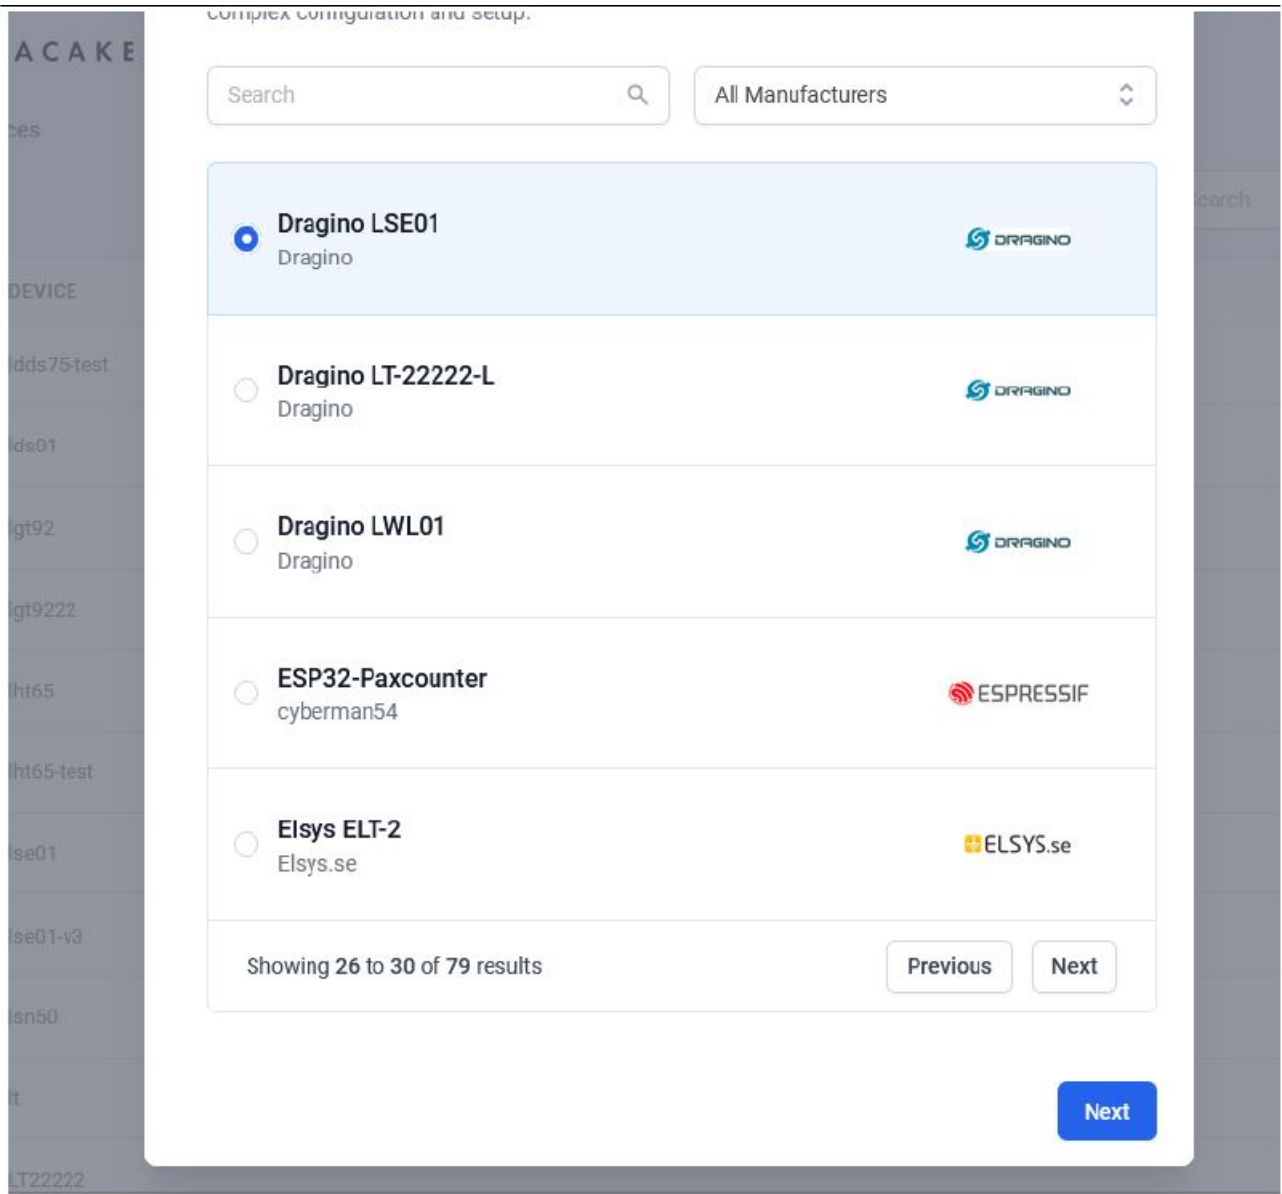 complex configuration and setup.
ACAKE
Search
All Manufacturers
ces
Search
Dragino LSE01
Dragino
DRAGINO
DEVICE
ldds75-test
Dragino LT-22222-L
Dragino
DRAGINO
lds01
lgt92
Dragino LWL01
Dragino
DRAGINO
lgt9222
lht65
ESP32-Paxcounter
cyberman54
ESPRESSIF
lht65-test
lse01
Elsys ELT-2
Elsys.se
ELSYS.se
lse01-v3
Showing 26 to 30 of 79 results
Previous
Next
lsn50
lt
Next
LT22222